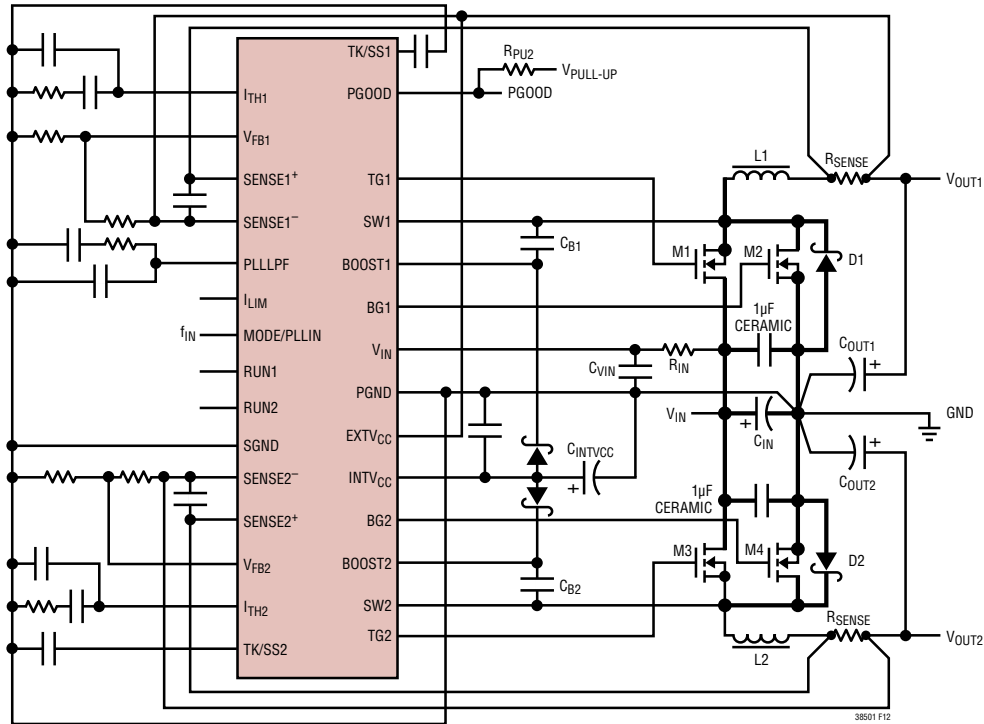 TK/SS1
RPU2
VPULL-UP
PGOOD
PGOOD
ITH1
VFB1
L1
RSENSE
SENSE1+
TG1
VOUT1
SENSE1–
SW1
CB1
M1
M2
D1
PLLLPF
BOOST1
ILIM
BG1
1µF
CERAMIC
fIN
MODE/PLLIN
VIN
RIN
COUT1
RUN1
CVIN
PGND
RUN2
VIN
GND
EXTVCC
CIN
SGND
CINTVCC
SENSE2–
INTVCC
COUT2
1µF
CERAMIC
SENSE2+
BG2
M3
M4
D2
VFB2
BOOST2
CB2
ITH2
SW2
RSENSE
TG2
TK/SS2
VOUT2
L2
38501 F12
+
+
+
+